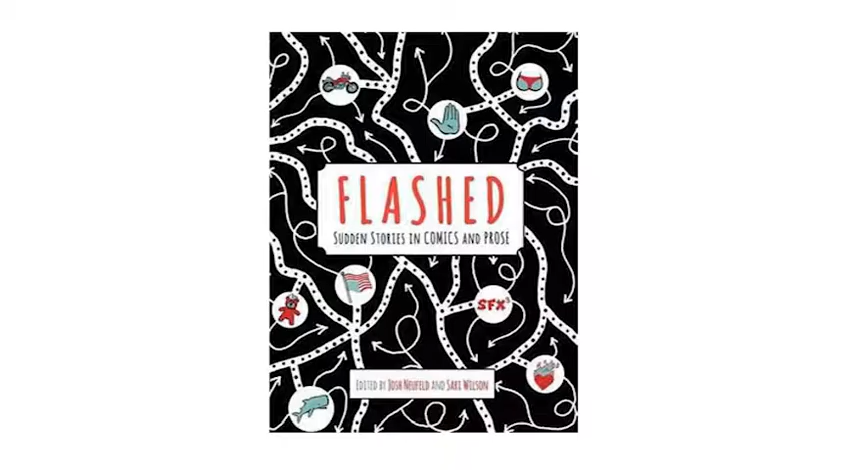 FLASHED
SUDDEN STORIES IN COMICS AND PROSE
SFX
EDITED BY JOSH NEUFELD AND SARI WILSON